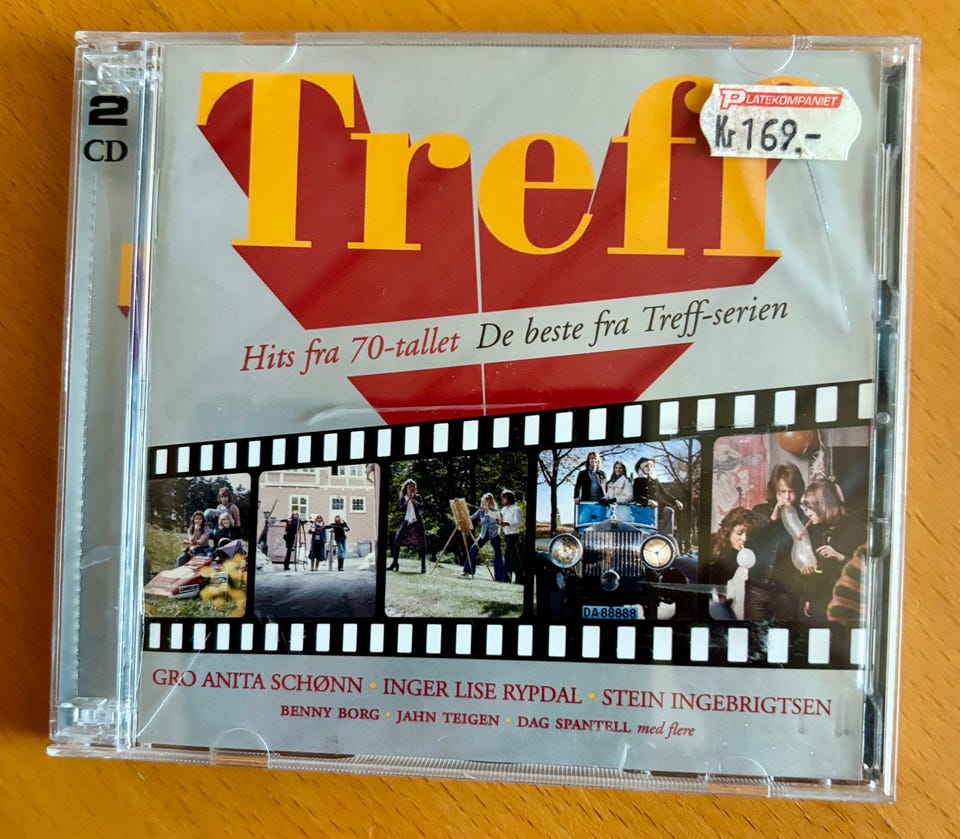 2
CD
Treff
PLATEKOMPANIET
Kr 169.-
Hits fra 70-tallet De beste fra Treff-serien
DA-88888
GRO ANITA SCHØNN • INGER LISE RYPDAL • STEIN INGEBRIGTSEN
BENNY BORG • JAHN TEIGEN • DAG SPANTELL med flere